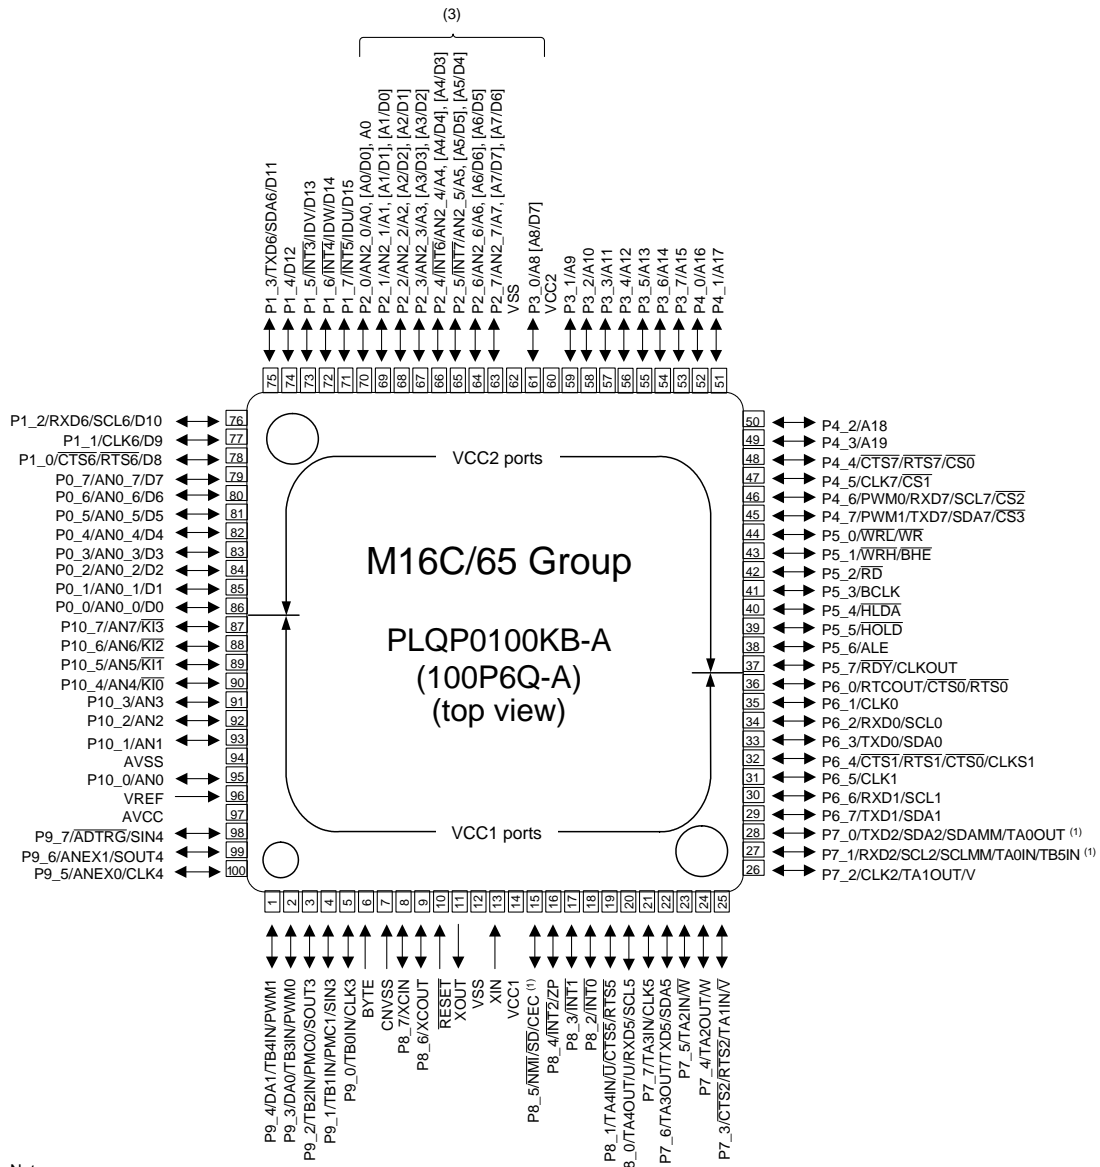 (3)
P1_3/TXD6/SDA6/D11
P1_4/D12
P1_5/INT3/IDV/D13
P1_6/INT4/IDW/D14
P1_7/INT5/IDU/D15
P2_0/AN2_0/A0, [A0/D0], A0
P2_1/AN2_1/A1, [A1/D1], [A1/D0]
P2_2/AN2_2/A2, [A2/D2], [A2/D1]
P2_3/AN2_3/A3, [A3/D3], [A3/D2]
P2_4/INT6/AN2_4/A4, [A4/D4], [A4/D3]
P2_5/INT7/AN2_5/A5, [A5/D5], [A5/D4]
P2_6/AN2_6/A6, [A6/D6], [A6/D5]
P2_7/AN2_7/A7, [A7/D7], [A7/D6]
VSS
P3_0/A8 [A8/D7]
VCC2
P3_1/A9
P3_2/A10
P3_3/A11
P3_4/A12
P3_5/A13
P3_6/A14
P3_7/A15
P4_0/A16
P4_1/A17
75
74
73
72
71
70
69
68
67
66
65
64
63
62
61
60
59
58
57
56
55
54
53
52
51
P1_2/RXD6/SCL6/D10 76
P1_1/CLK6/D9 77
P1_0/CTS6/RTS6/D8 78
P0_7/AN0_7/D7 79
P0_6/AN0_6/D6 80
P0_5/AN0_5/D5 81
P0_4/AN0_4/D4 82
P0_3/AN0_3/D3 83
P0_2/AN0_2/D2 84
P0_1/AN0_1/D1 85
P0_0/AN0_0/D0 86
P10_7/AN7/KI3 87
P10_6/AN6/KI2 88
P10_5/AN5/KI1 89
P10_4/AN4/KI0 90
P10_3/AN3 91
P10_2/AN2 92
P10_1/AN1 93
AVSS 94
P10_0/AN0 95
VREF 96
AVCC 97
P9_7/ADTRG/SIN4 98
P9_6/ANEX1/SOUT4 99
P9_5/ANEX0/CLK4 100
VCC2 ports
M16C/65 Group
PLQP0100KB-A
(100P6Q-A)
(top view)
VCC1 ports
50 P4_2/A18
49 P4_3/A19
48 P4_4/CTS7/RTS7/CS0
47 P4_5/CLK7/CS1
46 P4_6/PWM0/RXD7/SCL7/CS2
45 P4_7/PWM1/TXD7/SDA7/CS3
44 P5_0/WRL/WR
43 P5_1/WRH/BHE
42 P5_2/RD
41 P5_3/BCLK
40 P5_4/HLDA
39 P5_5/HOLD
38 P5_6/ALE
37 P5_7/RDY/CLKOUT
36 P6_0/RTCOUT/CTS0/RTS0
35 P6_1/CLK0
34 P6_2/RXD0/SCL0
33 P6_3/TXD0/SDA0
32 P6_4/CTS1/RTS1/CTS0/CLKS1
31 P6_5/CLK1
30 P6_6/RXD1/SCL1
29 P6_7/TXD1/SDA1
28 P7_0/TXD2/SDA2/SDAMM/TA0OUT (1)
27 P7_1/RXD2/SCL2/SCLMM/TA0IN/TB5IN (1)
26 P7_2/CLK2/TA1OUT/V
1
2
3
4
5
6
7
8
9
10
11
12
13
14
15
16
17
18
19
20
21
22
23
24
25
P9_4/DA1/TB4IN/PWM1
P9_3/DA0/TB3IN/PWM0
P9_2/TB2IN/PMC0/SOUT3
P9_1/TB1IN/PMC1/SIN3
P9_0/TB0IN/CLK3
BYTE
CNVSS
P8_7/XCIN
P8_6/XCOUT
RESET
XOUT
VSS
XIN
VCC1
P8_5/NMI/SD/CEC (1)
P8_4/INT2/ZP
P8_3/INT1
P8_2/INT0
P8_1/TA4IN/U/CTS5/RTS5
8_0/TA4OUT/U/RXD5/SCL5
P7_7/TA3IN/CLK5
P7_6/TA3OUT/TXD5/SDA5
P7_5/TA2IN/W
P7_4/TA2OUT/W
P7_3/CTS2/RTS2/TA1IN/V